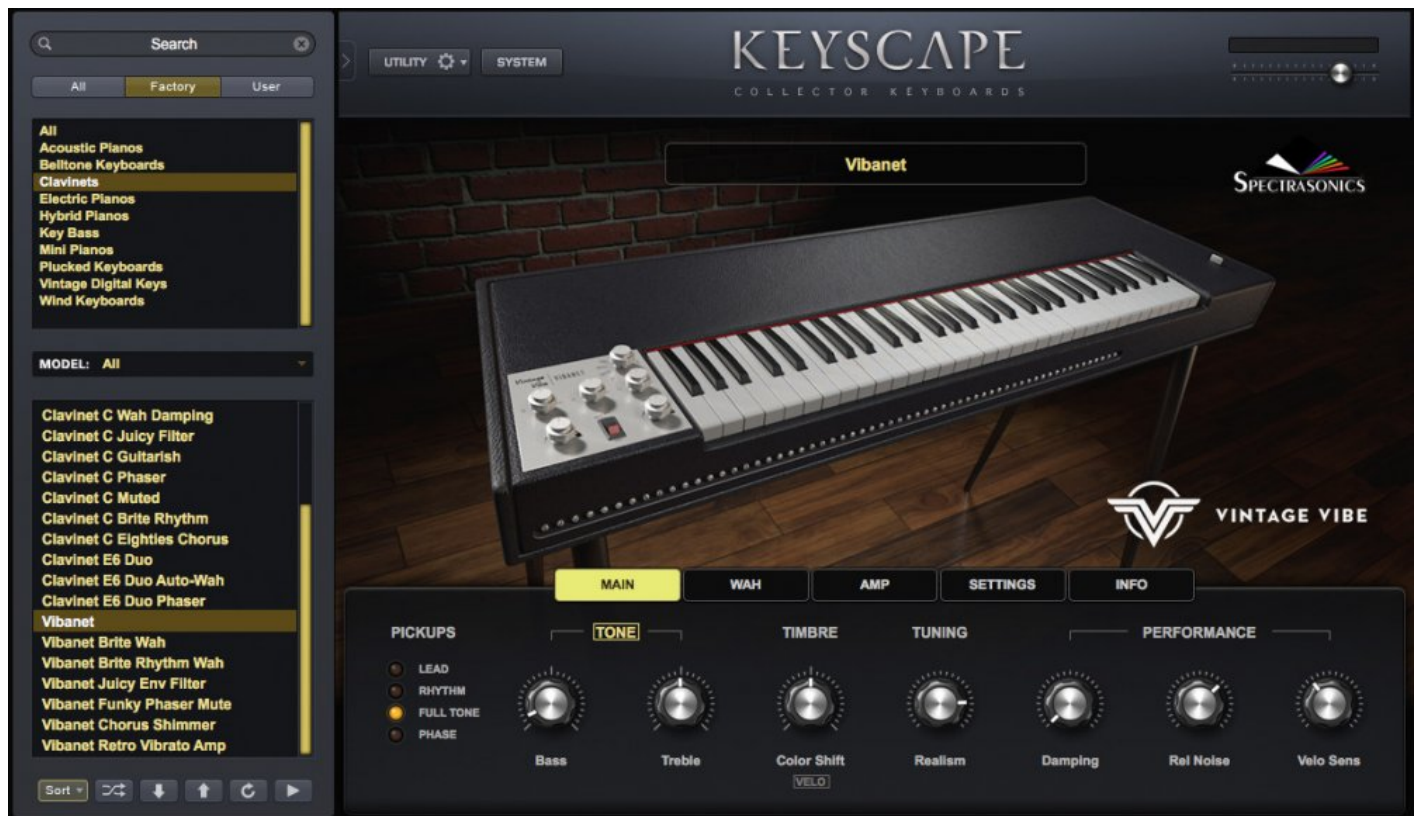 Search
All Factory User
All
Acoustic Pianos
Belltone Keyboards
Clavinets
Electric Pianos
Hybrid Pianos
Key Bass
Mini Pianos
Plucked Keyboards
Vintage Digital Keys
Wind Keyboards
MODEL: All
Clavinet C Wah Damping
Clavinet C Juicy Filter
Clavinet C Guitarish
Clavinet C Phaser
Clavinet C Muted
Clavinet C Brite Rhythm
Clavinet C Eighties Chorus
Clavinet E6 Duo
Clavinet E6 Duo Auto-Wah
Clavinet E6 Duo Phaser
Vibanet
Vibanet Brite Wah
Vibanet Brite Rhythm Wah
Vibanet Juicy Env Filter
Vibanet Funky Phaser Mute
Vibanet Chorus Shimmer
Vibanet Retro Vibrato Amp
Sort
UTILITY SYSTEM
KEYSCAPE
COLLECTOR KEYBOARDS
Vibanet
SPECTRASONICS
Vintage Vibe VIBANET
VINTAGE VIBE
MAIN WAH AMP SETTINGS INFO
PICKUPS TONE TIMBRE TUNING PERFORMANCE
LEAD
RHYTHM
FULL TONE
PHASE
Bass Treble Color Shift Realism Damping Rel Noise Velo Sens
VELO